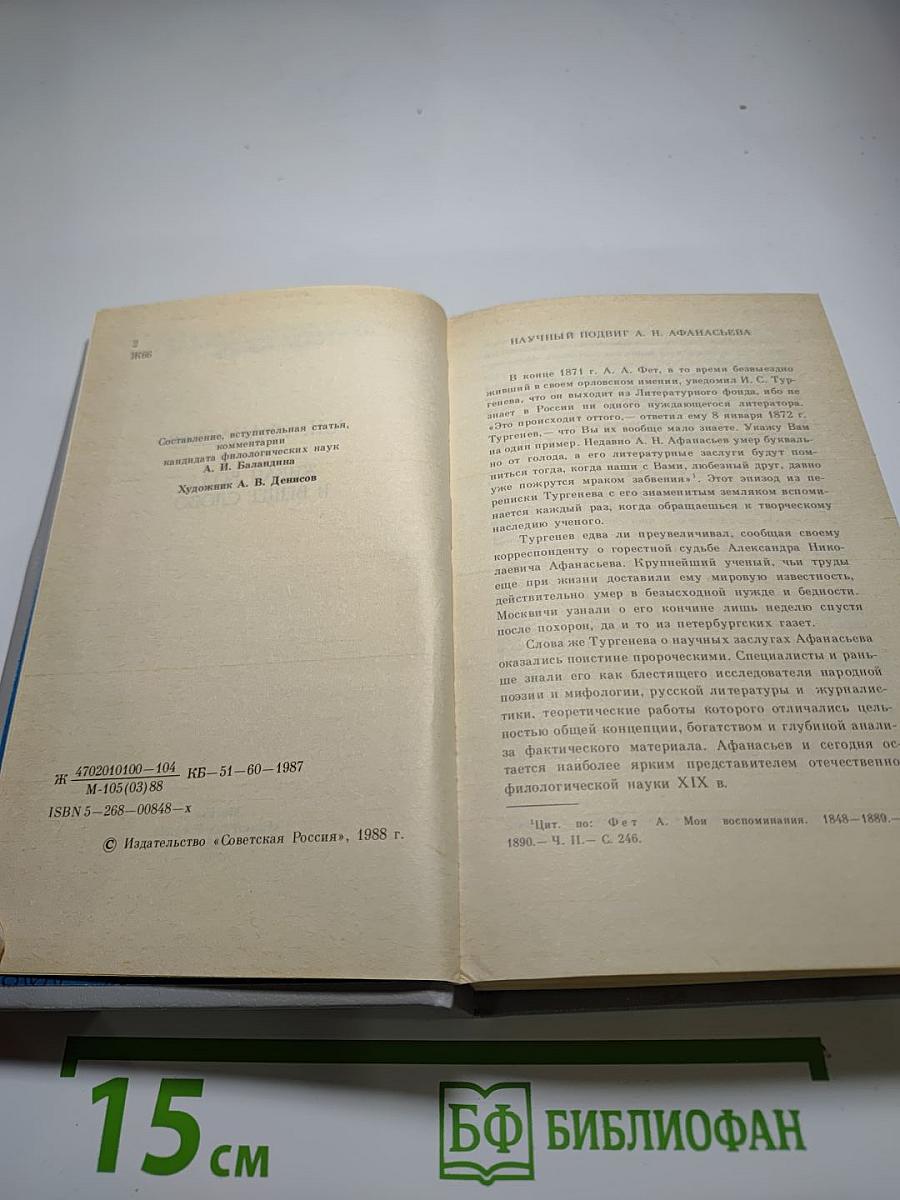 2
Ж66
Составление, вступительная статья,
комментарии
кандидата филологических наук
А. И. Баландина
Художник А. В. Денисов
Ж 4702010100—104 КБ—51—60—1987
М-105(03)88
ISBN 5—268—00848—х
© Издательство «Советская Россия», 1988 г.
НАУЧНЫЙ ПОДВИГ А. Н. АФАНАСЬЕВА
В конце 1871 г. А. А. Фет, в то время безвыездно
живший в своем орловском имении, уведомил И. С. Тур-
генева, что он выходит из Литературного фонда, ибо не
знает в России ни одного нуждающегося литератора.
«Это происходит оттого,— ответил ему 8 января 1872 г.
Тургенев,— что Вы их вообще мало знаете. Укажу Вам
на один пример. Недавно А. Н. Афанасьев умер букваль-
но от голода, а его литературные заслуги будут пом-
ниться тогда, когда наши с Вами, любезный друг, давно
уже пожрутся мраком забвения»¹. Этот эпизод из пе-
реписки Тургенева с его знаменитым земляком вспоми-
нается каждый раз, когда обращаешься к творческому
наследию ученого.
Тургенев едва ли преувеличивал, сообщая своему
корреспонденту о горестной судьбе Александра Нико-
лаевича Афанасьева. Крупнейший ученый, чьи труды
еще при жизни доставили ему мировую известность,
действительно умер в безысходной нужде и бедности.
Москвичи узнали о его кончине лишь неделю спустя
после похорон, да и то из петербургских газет.
Слова же Тургенева о научных заслугах Афанасьева
оказались поистине пророческими. Специалисты и рань-
ше знали его как блестящего исследователя народной
поэзии и мифологии, русской литературы и журналис-
тики, теоретические работы которого отличались цель-
ностью общей концепции, богатством и глубиной анали-
за фактического материала. Афанасьев и сегодня ос-
тается наиболее ярким представителем отечественно
филологической науки XIX в.
¹Цит. по: Фет А. Мои воспоминания. 1848—1889.—
1890.— Ч. II.— С. 246.
15 см
БФ БИБЛИОФАН